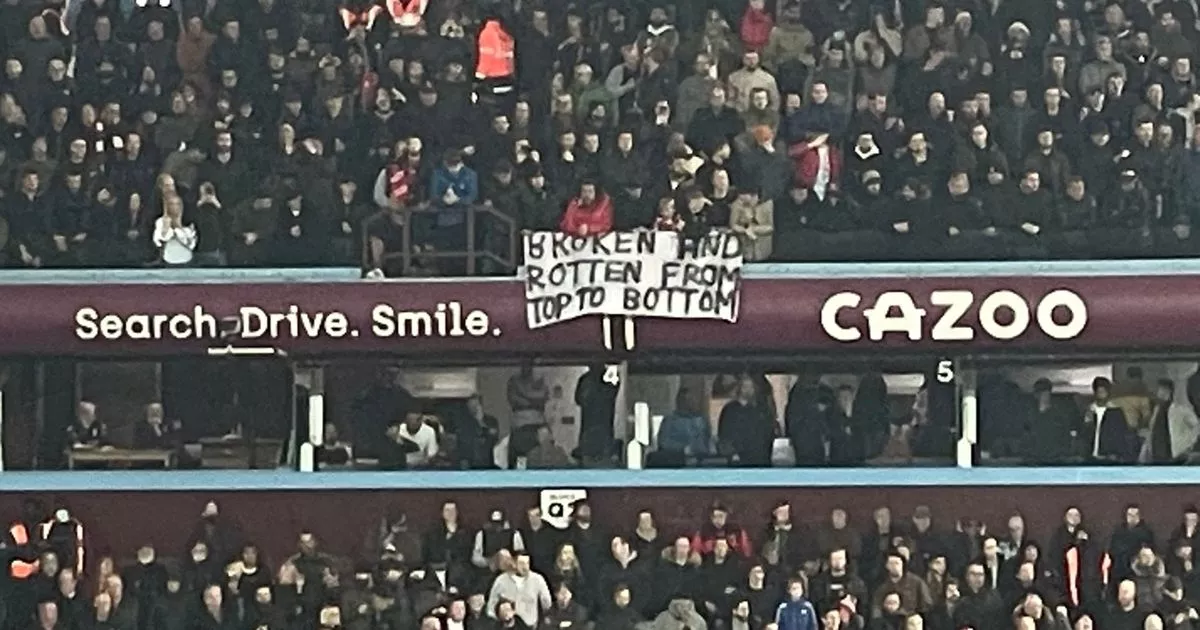 BROKEN AND
ROTTEN FROM
TOP TO BOTTOM
Search. Drive. Smile.
CAZOO
4
5